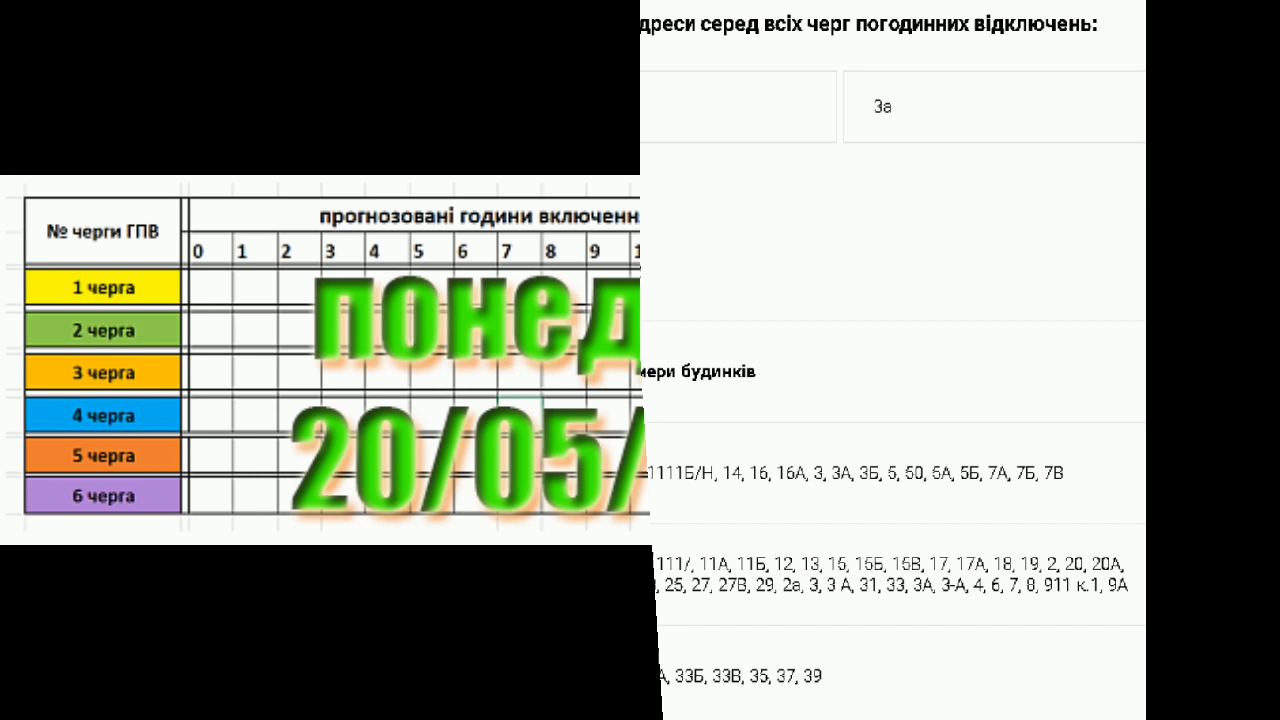 № черги ГПВ
прогнозовані години включенн
0 1 2 3 4 5 6 7 8 9
1 черга
2 черга
3 черга
4 черга
5 черга
6 черга
понед
20/05/
дреси серед всіх черг погодинних відключень:
3а
мери будинків
1111Б/Н, 14, 16, 16А, 3, 3А, 3Б, 5, 50, 5А, 5Б, 7А, 7Б, 7В
111/, 11А, 11Б, 12, 13, 15, 15Б, 15В, 17, 17А, 18, 19, 2, 20, 20А,
, 25, 27, 27В, 29, 2а, 3, 3 А, 31, 33, 3А, 3-А, 4, 6, 7, 8, 911 к.1, 9А
А, 33Б, 33В, 35, 37, 39